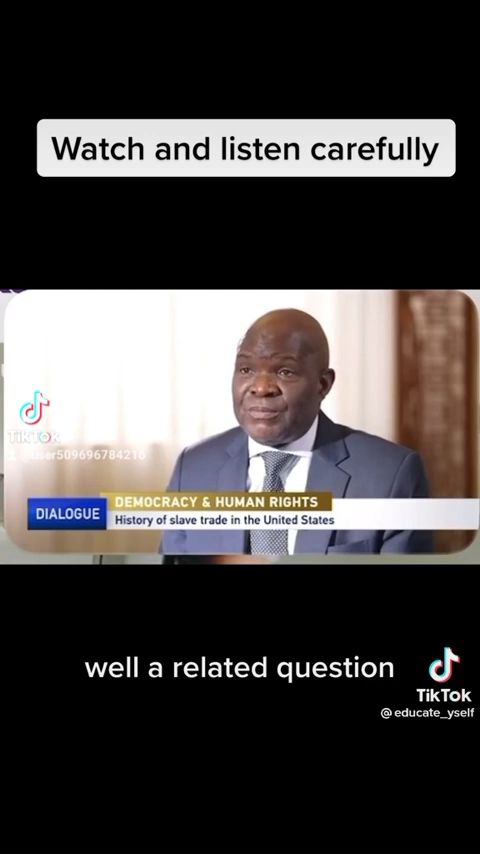 Watch and listen carefully
TikTok
@user509696784216
DIALOGUE
DEMOCRACY & HUMAN RIGHTS
History of slave trade in the United States
well a related question
TikTok
@educate_yself